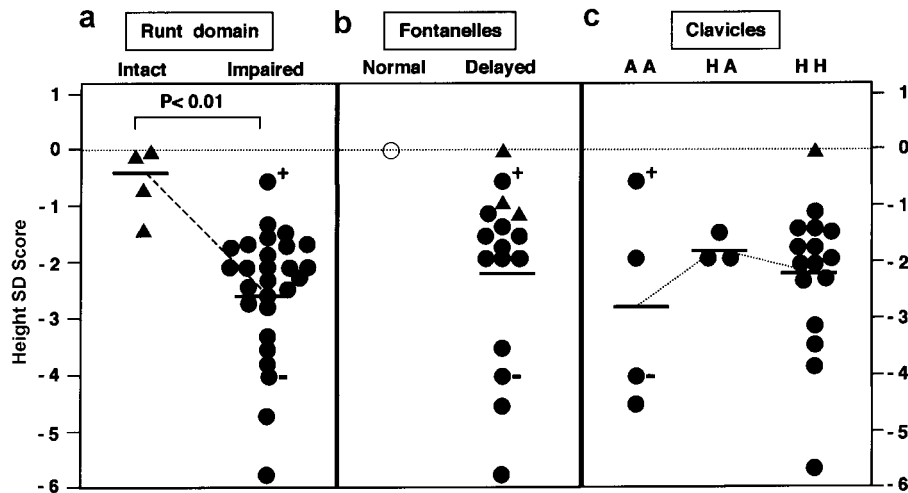 a Runt domain b Fontanelles c Clavicles
Intact Impaired Normal Delayed A A H A H H
P< 0.01
1 1
0 0
+ + +
- 1 - 1
- 2 - 2
- 3 - 3
- 4 - - - - 4
- 5 - 5
- 6 - 6
Height SD Score